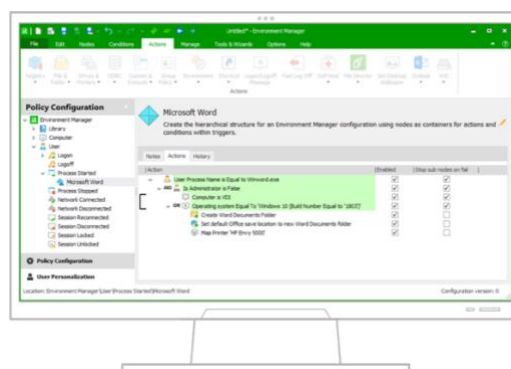 Untitled* - Environment Manager
File Edit Nodes Conditions Actions Manage Tools & Wizards Options Help
Actions
Policy Configuration
Environment Manager
Library
Computer
User
Logon
Logoff
Process Started
Microsoft Word
Process Stopped
Network Connected
Network Disconnected
Session Reconnected
Session Disconnected
Session Locked
Session Unlocked
Policy Configuration
User Personalization
Microsoft Word
Create the hierarchical structure for an Environment Manager configuration using nodes as containers for actions and
conditions within triggers.
Notes Actions History
Action Enabled Stop sub nodes on fail
User Process Name is Equal to Winword.exe
AND Is Administrator is False
Computer is VDI
OR Operating system Equal To 'Windows 10 (Build Number Equal to '1803')'
Create Word Documents Folder
Set default Office save location to new Word Documents folder
Map Printer 'HP Envy 5000'
Location: Environment Manager\User\Process Started\Microsoft Word Configuration version: 0